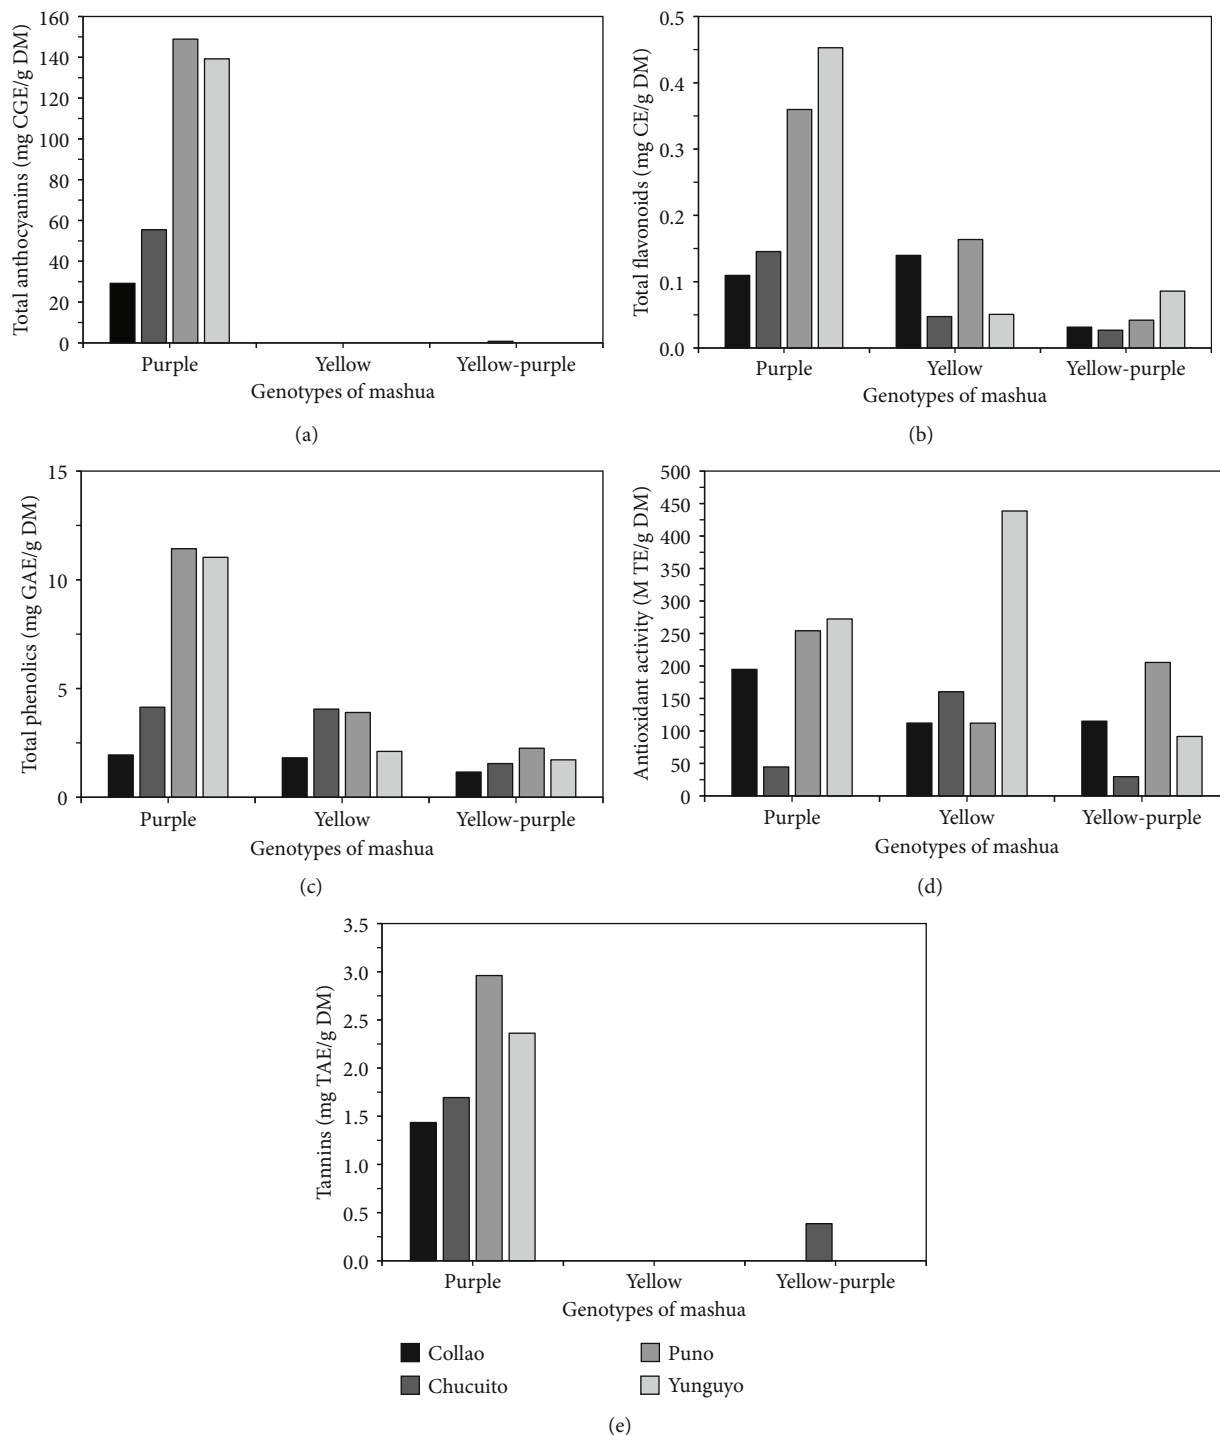 Total anthocyanins (mg CGE/g DM)
160
140
120
100
80
60
40
20
0
Purple Yellow Yellow-purple
Genotypes of mashua
(a)
Total flavonoids (mg CE/g DM)
0.5
0.4
0.3
0.2
0.1
0.0
Purple Yellow Yellow-purple
Genotypes of mashua
(b)
Total phenolics (mg GAE/g DM)
15
10
5
0
Purple Yellow Yellow-purple
Genotypes of mashua
(c)
Antioxidant activity (M TE/g DM)
500
450
400
350
300
250
200
150
100
50
0
Purple Yellow Yellow-purple
Genotypes of mashua
(d)
Tannins (mg TAE/g DM)
3.5
3.0
2.5
2.0
1.5
1.0
0.5
0.0
Purple Yellow Yellow-purple
Genotypes of mashua
Collao Puno
Chucuito Yunguyo
(e)